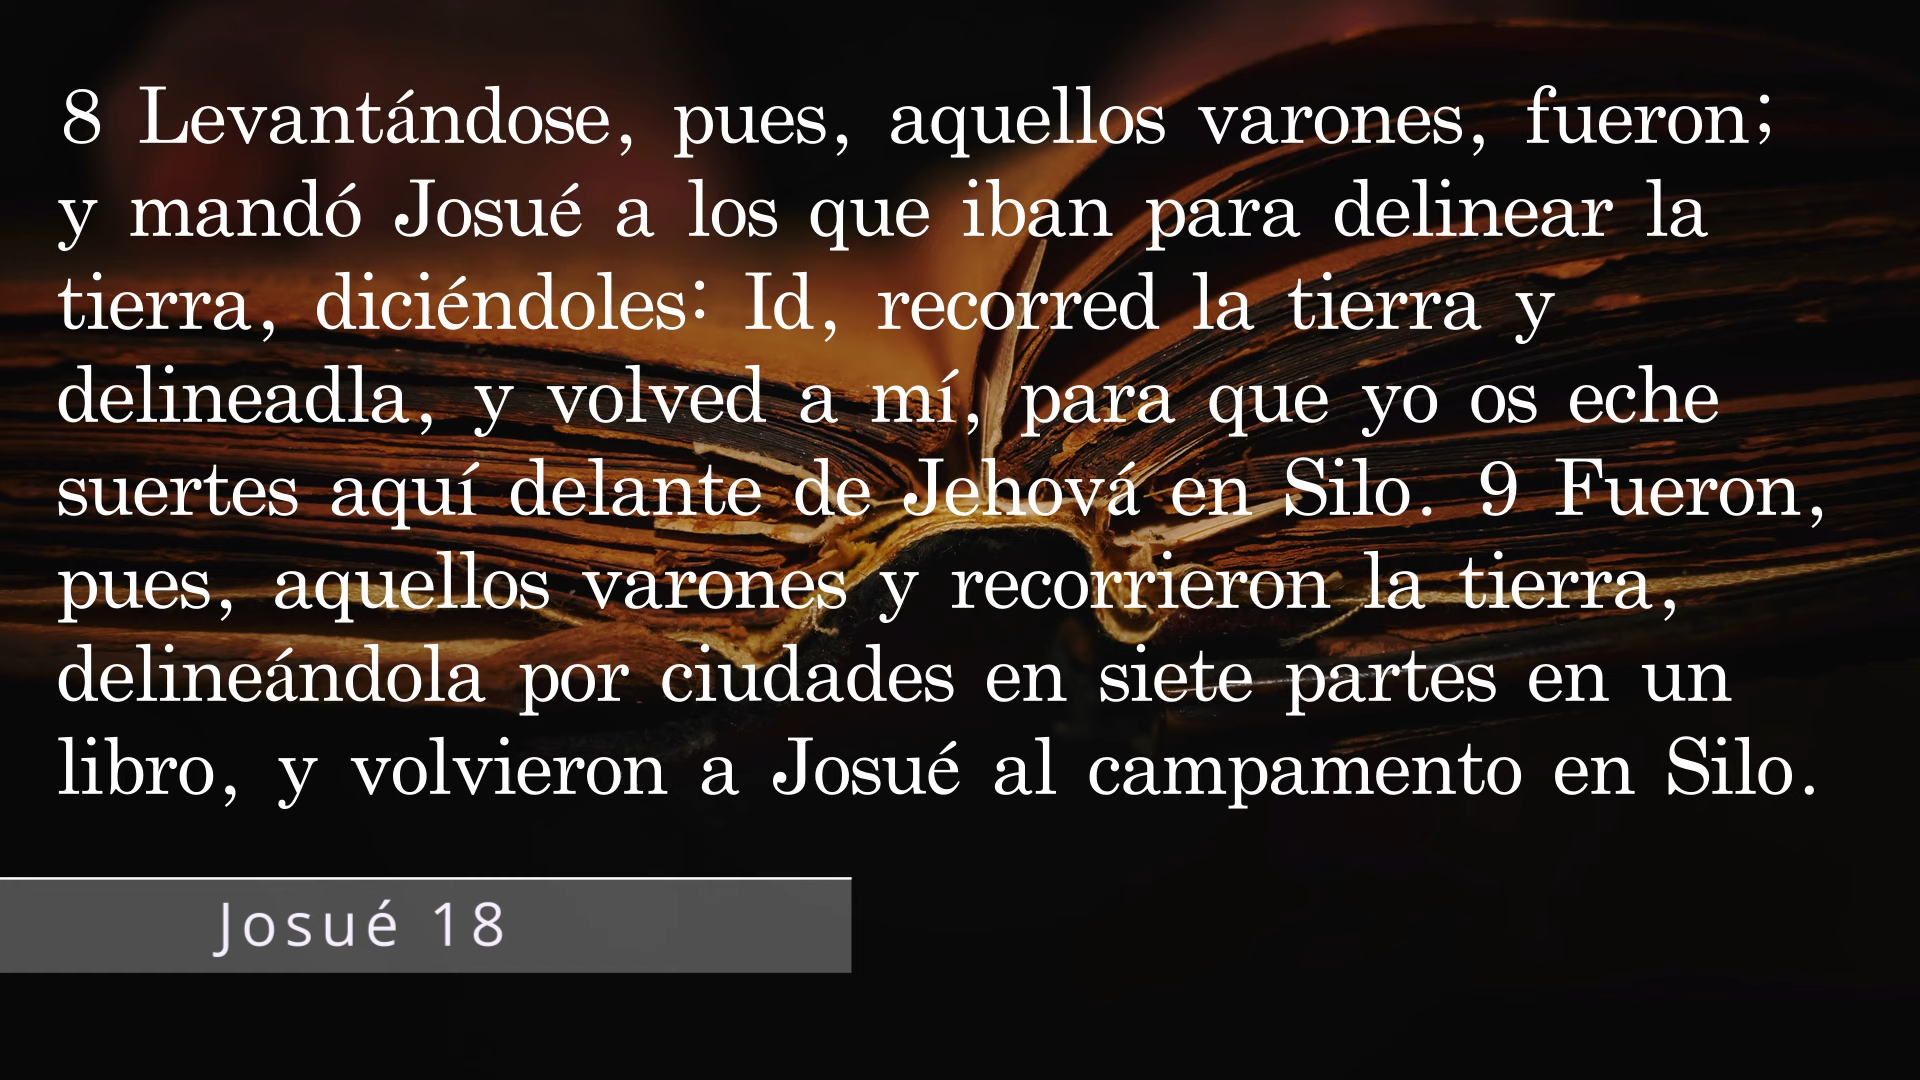 8 Levantándose, pues, aquellos varones, fueron;
y mandó Josué a los que iban para delinear la
tierra, diciéndoles: Id, recorred la tierra y
delineadla, y volved a mí, para que yo os eche
suertes aquí delante de Jehová en Silo. 9 Fueron,
pues, aquellos varones y recorrieron la tierra,
delineándola por ciudades en siete partes en un
libro, y volvieron a Josué al campamento en Silo.
Josué 18